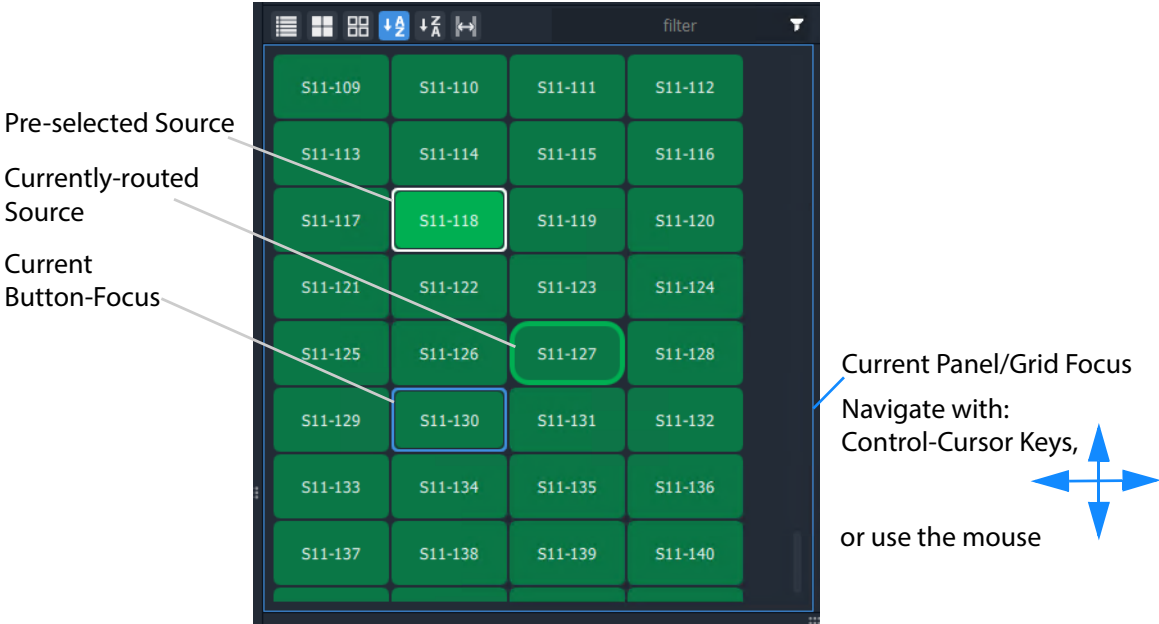 filter
S11-109 S11-110 S11-111 S11-112
Pre-selected Source
S11-113 S11-114 S11-115 S11-116
Currently-routed
Source
S11-117 S11-118 S11-119 S11-120
Current
Button-Focus
S11-121 S11-122 S11-123 S11-124
S11-125 S11-126 S11-127 S11-128
Current Panel/Grid Focus
Navigate with:
Control-Cursor Keys,
S11-129 S11-130 S11-131 S11-132
S11-133 S11-134 S11-135 S11-136
or use the mouse
S11-137 S11-138 S11-139 S11-140